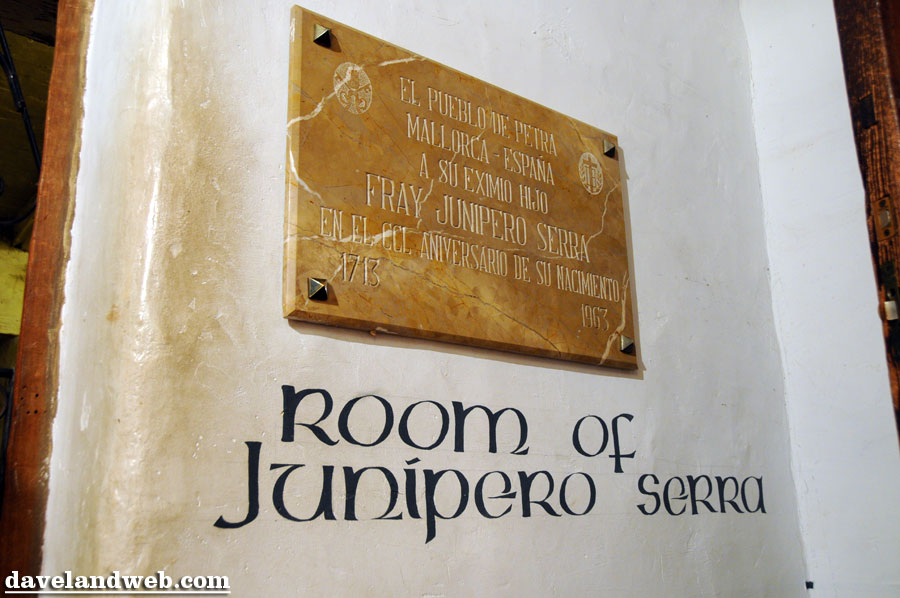 EL PUEBLO DE PETRA
MALLORCA - ESPAÑA
A SU EXIMIO HIJO
FRAY JUNIPERO SERRA
EN EL CCL ANIVERSARIO DE SU NACIMIENTO
1713 1963
Room of
Junípero Serra
davelandweb.com